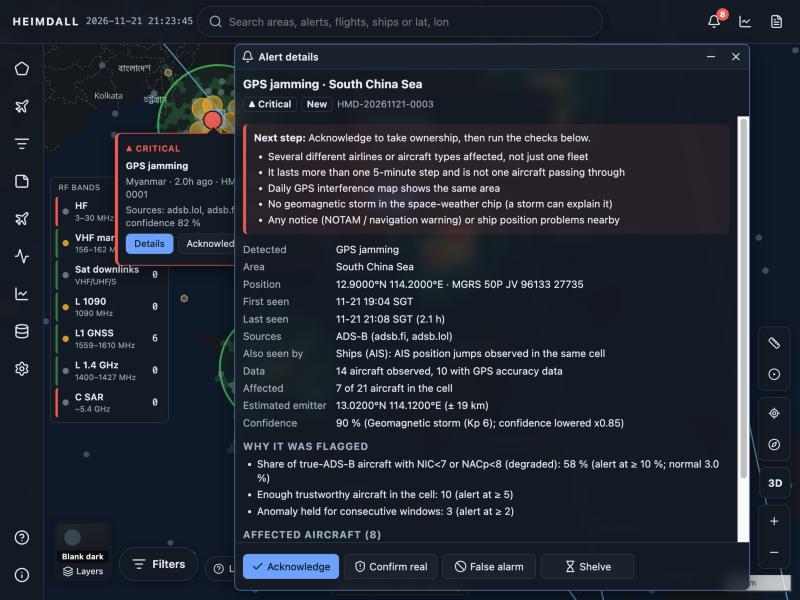 HEIMDALL 2026-11-21 21:23:45
Search areas, alerts, flights, ships or lat, lon
8
বাংলাদেশ
Kolkata
চট্টগ্রাম
CRITICAL
GPS jamming
Myanmar · 2.0h ago · HM
0001
Sources: adsb.lol, adsb.f
confidence 82 %
Details
Acknowled
RF BANDS
HF
3–30 MHz
VHF mar
156–162 M
Sat downlinks
VHF/UHF/S
0
L 1090
1090 MHz
0
L1 GNSS
1559–1610 MHz
6
L 1.4 GHz
1400–1427 MHz
0
C SAR
~5.4 GHz
0
Blank dark
Layers
Filters
Alert details
GPS jamming · South China Sea
Critical
New
HMD-20261121-0003
Next step: Acknowledge to take ownership, then run the checks below.
• Several different airlines or aircraft types affected, not just one fleet
• It lasts more than one 5-minute step and is not one aircraft passing through
• Daily GPS interference map shows the same area
• No geomagnetic storm in the space-weather chip (a storm can explain it)
• Any notice (NOTAM / navigation warning) or ship position problems nearby
Detected GPS jamming
Area South China Sea
Position 12.9000°N 114.2000°E · MGRS 50P JV 96133 27735
First seen 11-21 19:04 SGT
Last seen 11-21 21:08 SGT (2.1 h)
Sources ADS-B (adsb.fi, adsb.lol)
Also seen by Ships (AIS): AIS position jumps observed in the same cell
Data 14 aircraft observed, 10 with GPS accuracy data
Affected 7 of 21 aircraft in the cell
Estimated emitter 13.0200°N 114.1200°E (± 19 km)
Confidence 90 % (Geomagnetic storm (Kp 6); confidence lowered x0.85)
WHY IT WAS FLAGGED
• Share of true-ADS-B aircraft with NIC<7 or NACp<8 (degraded): 58 % (alert at ≥ 10 %; normal 3.0
%)
• Enough trustworthy aircraft in the cell: 10 (alert at ≥ 5)
• Anomaly held for consecutive windows: 3 (alert at ≥ 2)
AFFECTED AIRCRAFT (8)
Acknowledge
Confirm real
False alarm
Shelve
3D